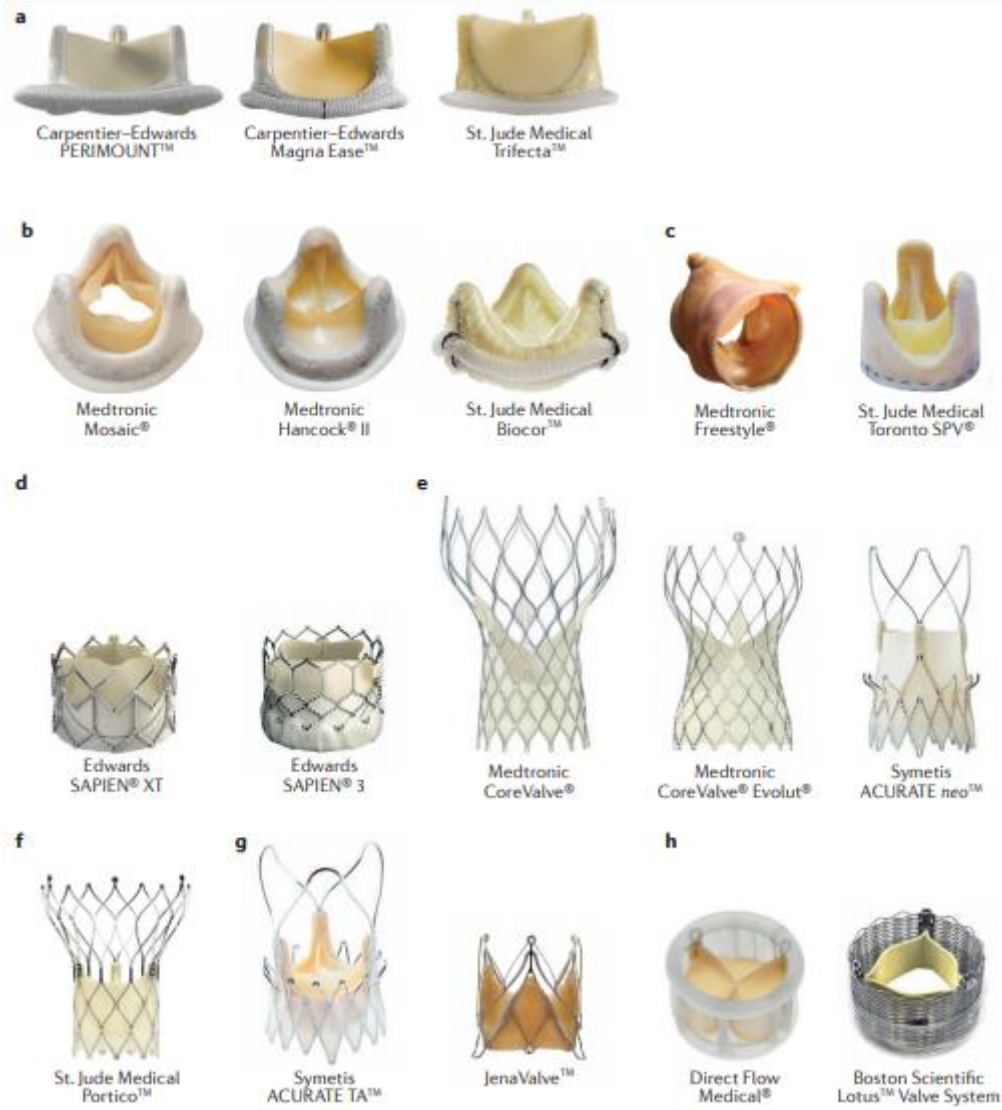 a
Carpentier–Edwards
PERIMOUNT™
Carpentier–Edwards
Magna Ease™
St. Jude Medical
Trifecta™
b
Medtronic
Mosaic®
Medtronic
Hancock® II
St. Jude Medical
Biocor™
c
Medtronic
Freestyle®
St. Jude Medical
Toronto SPV®
d
Edwards
SAPIEN® XT
Edwards
SAPIEN® 3
e
Medtronic
CoreValve®
Medtronic
CoreValve® Evolut®
Symetis
ACURATE neo™
f
St. Jude Medical
Portico™
g
Symetis
ACURATE TA™
JenaValve™
h
Direct Flow
Medical®
Boston Scientific
Lotus™ Valve System